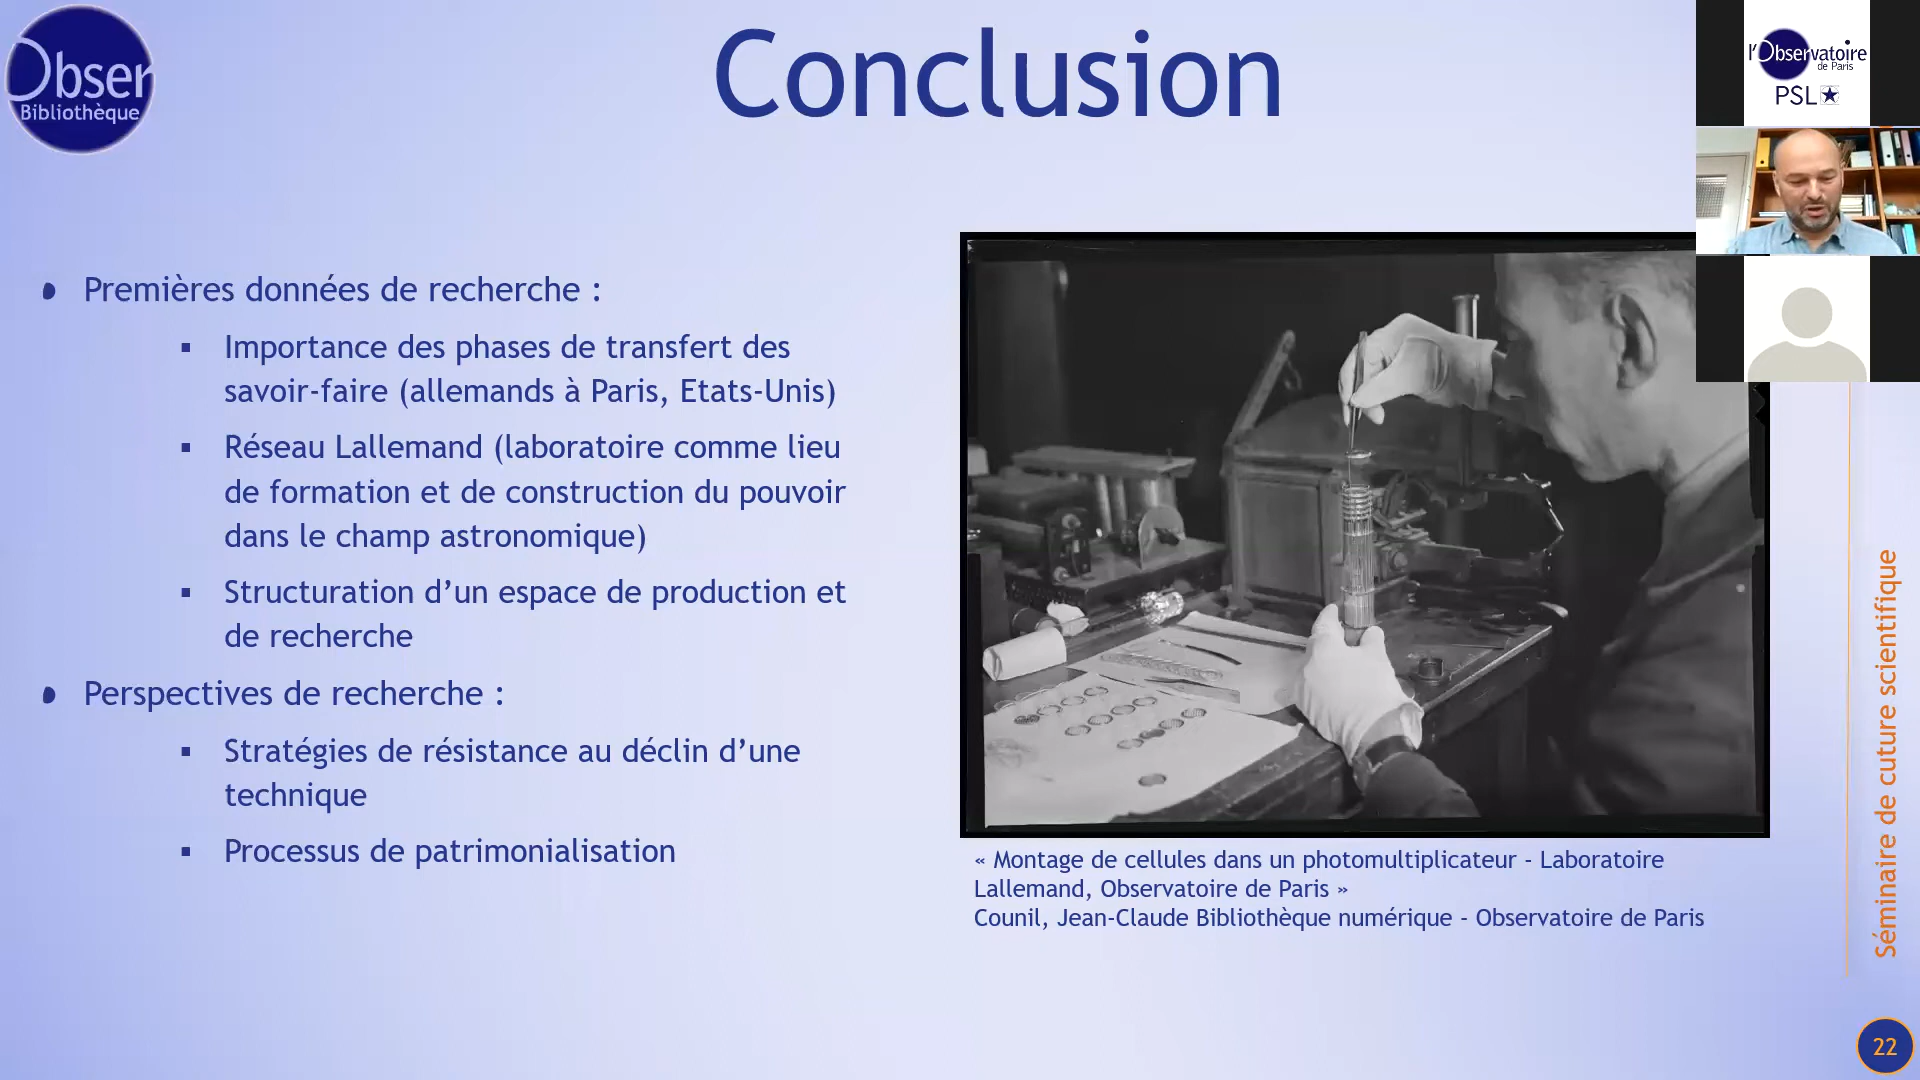 Obser
Bibliothèque
Conclusion
l'Observatoire
de Paris
PSL
Premières données de recherche :
Importance des phases de transfert des
savoir-faire (allemands à Paris, Etats-Unis)
Réseau Lallemand (laboratoire comme lieu
de formation et de construction du pouvoir
dans le champ astronomique)
Structuration d’un espace de production et
de recherche
Perspectives de recherche :
Stratégies de résistance au déclin d’une
technique
Processus de patrimonialisation
« Montage de cellules dans un photomultiplicateur - Laboratoire
Lallemand, Observatoire de Paris »
Counil, Jean-Claude Bibliothèque numérique - Observatoire de Paris
Séminaire de cuture scientifique
22